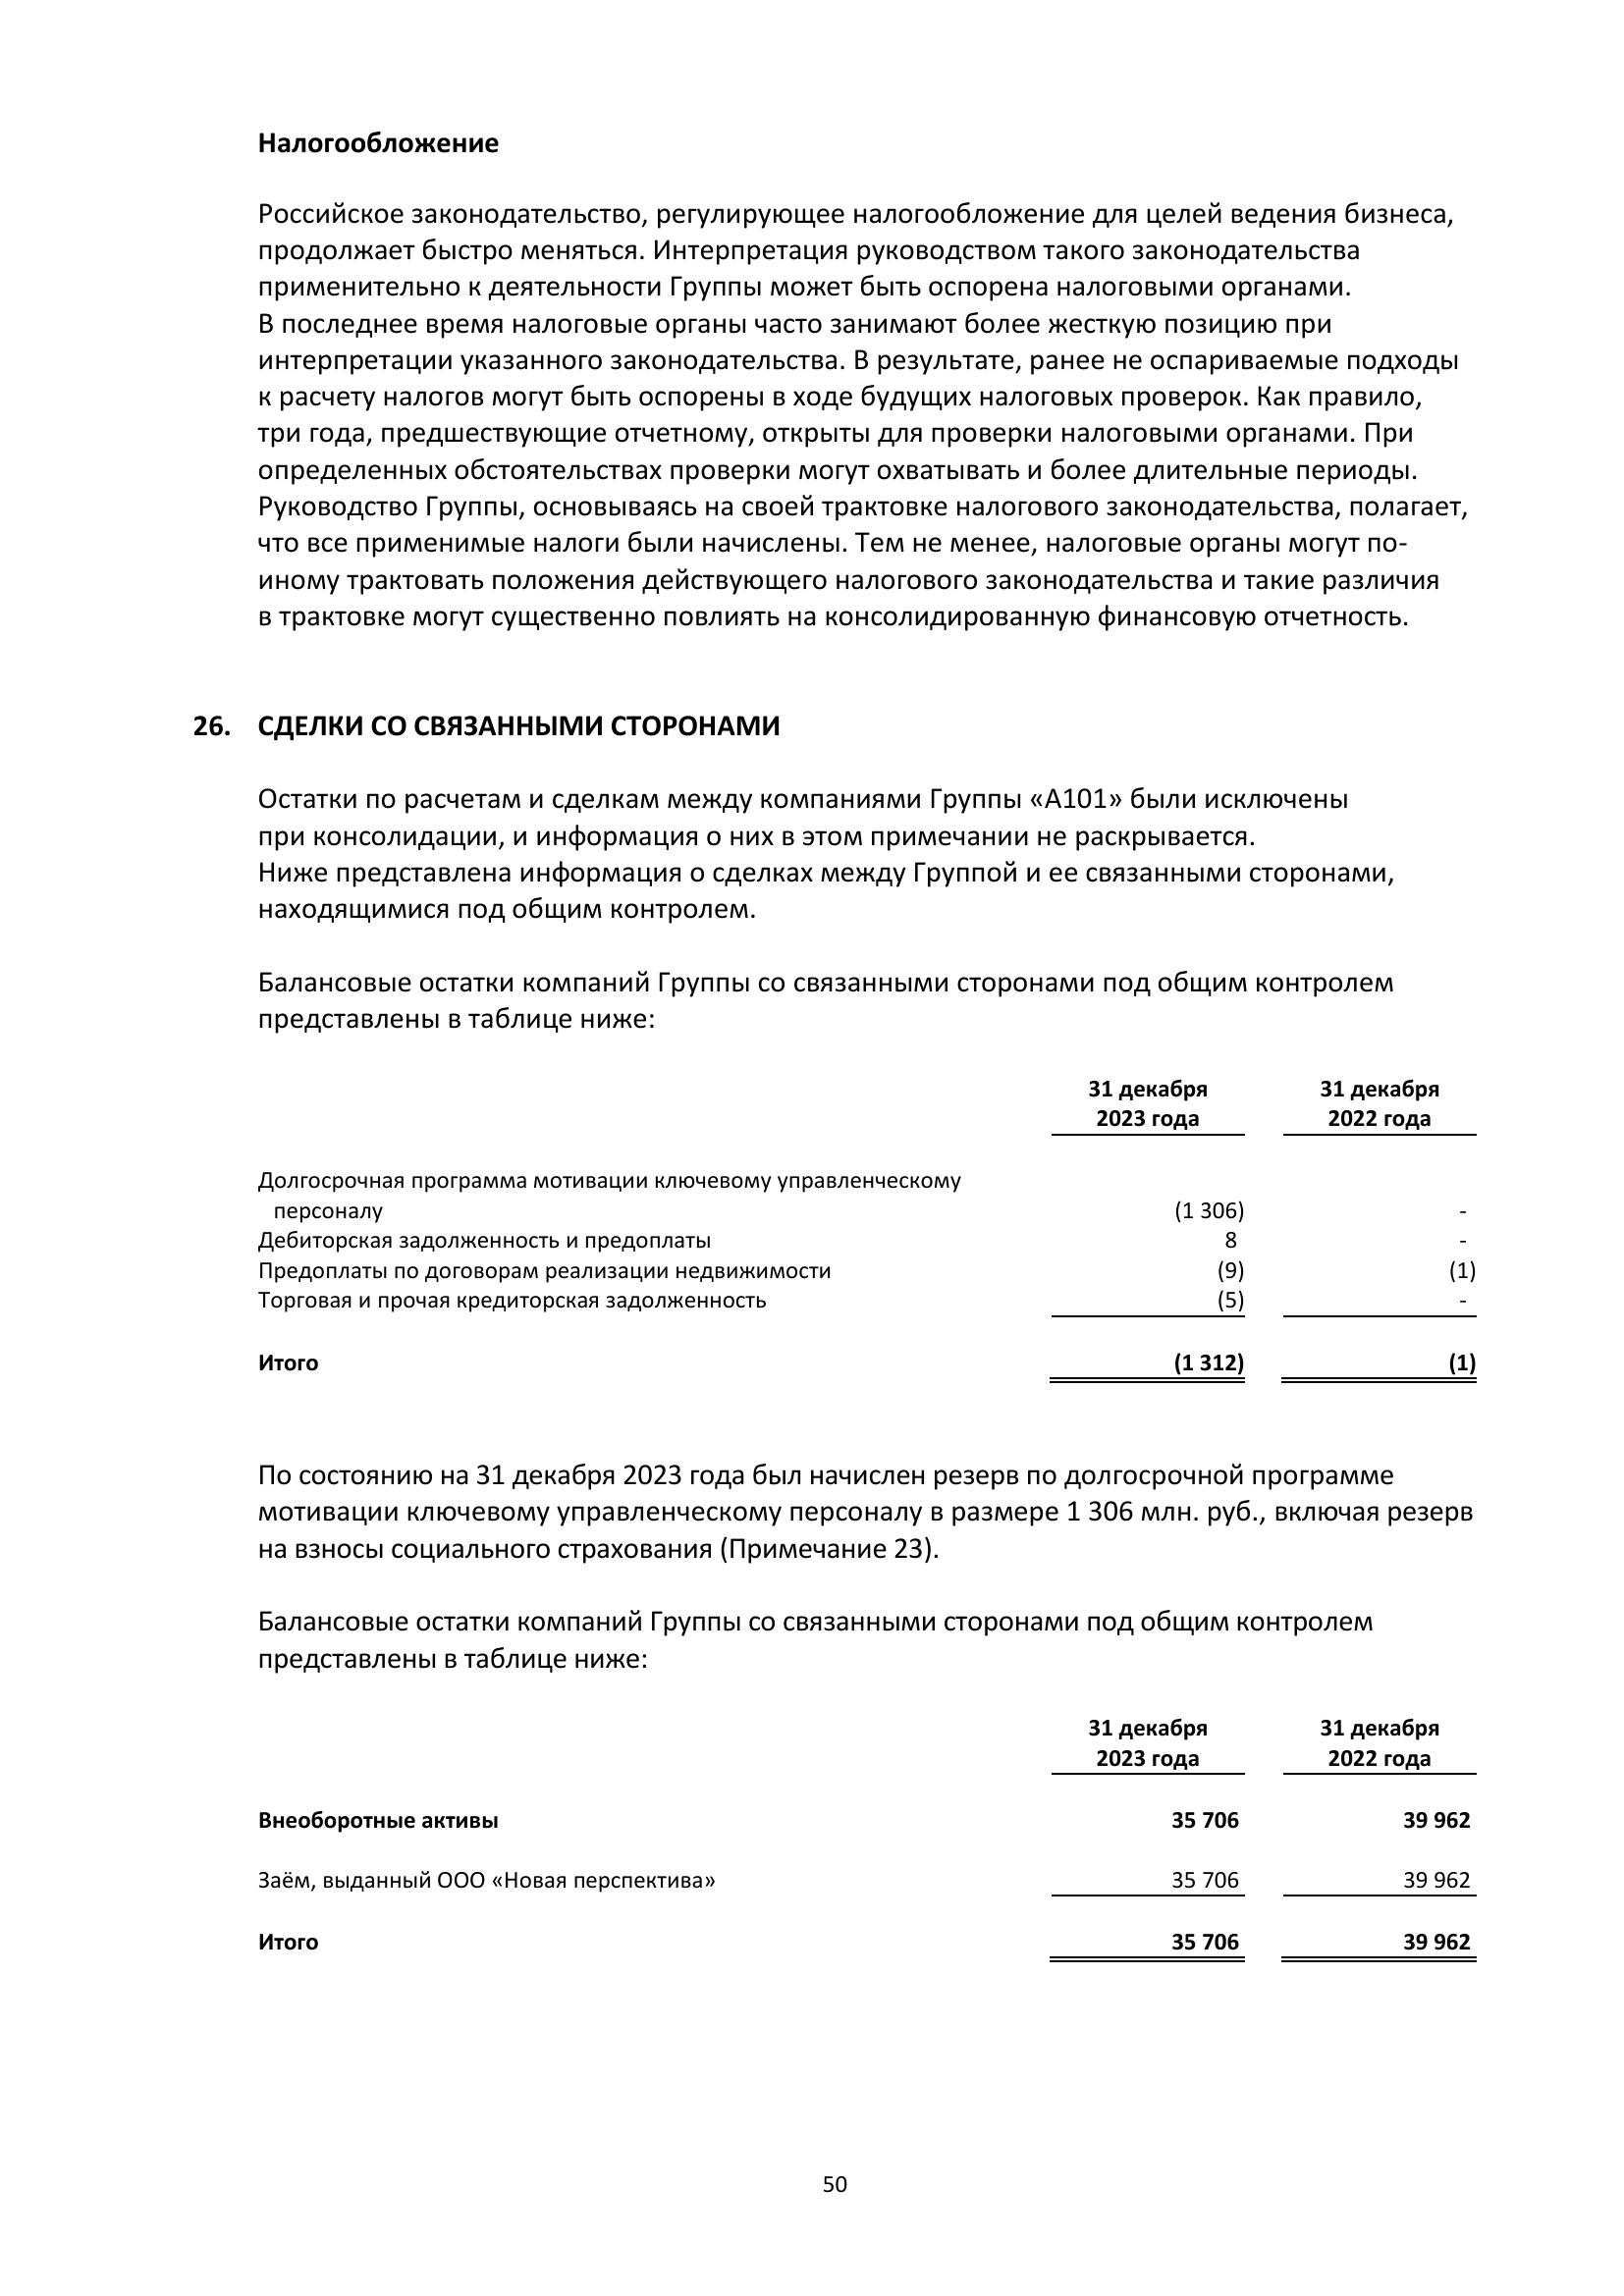 Налогообложение
Российское законодательство, регулирующее налогообложение для целей ведения бизнеса,
продолжает быстро меняться. Интерпретация руководством такого законодательства
применительно к деятельности Группы может быть оспорена налоговыми органами.
В последнее время налоговые органы часто занимают более жесткую позицию при
интерпретации указанного законодательства. В результате, ранее не оспариваемые подходы
к расчету налогов могут быть оспорены в ходе будущих налоговых проверок. Как правило,
три года, предшествующие отчетному, открыты для проверки налоговыми органами. При
определенных обстоятельствах проверки могут охватывать и более длительные периоды.
Руководство Группы, основываясь на своей трактовке налогового законодательства, полагает,
что все применимые налоги были начислены. Тем не менее, налоговые органы могут по-
иному трактовать положения действующего налогового законодательства и такие различия
в трактовке могут существенно повлиять на консолидированную финансовую отчетность.
26. СДЕЛКИ СО СВЯЗАННЫМИ СТОРОНАМИ
Остатки по расчетам и сделкам между компаниями Группы «А101» были исключены
при консолидации, и информация о них в этом примечании не раскрывается.
Ниже представлена информация о сделках между Группой и ее связанными сторонами,
находящимися под общим контролем.
Балансовые остатки компаний Группы со связанными сторонами под общим контролем
представлены в таблице ниже:
31 декабря 31 декабря
2023 года 2022 года
Долгосрочная программа мотивации ключевому управленческому
персоналу (1 306) -
Дебиторская задолженность и предоплаты 8 -
Предоплаты по договорам реализации недвижимости (9) (1)
Торговая и прочая кредиторская задолженность (5) -
Итого (1 312) (1)
По состоянию на 31 декабря 2023 года был начислен резерв по долгосрочной программе
мотивации ключевому управленческому персоналу в размере 1 306 млн. руб., включая резерв
на взносы социального страхования (Примечание 23).
Балансовые остатки компаний Группы со связанными сторонами под общим контролем
представлены в таблице ниже:
31 декабря 31 декабря
2023 года 2022 года
Внеоборотные активы 35 706 39 962
Заём, выданный ООО «Новая перспектива» 35 706 39 962
Итого 35 706 39 962
50